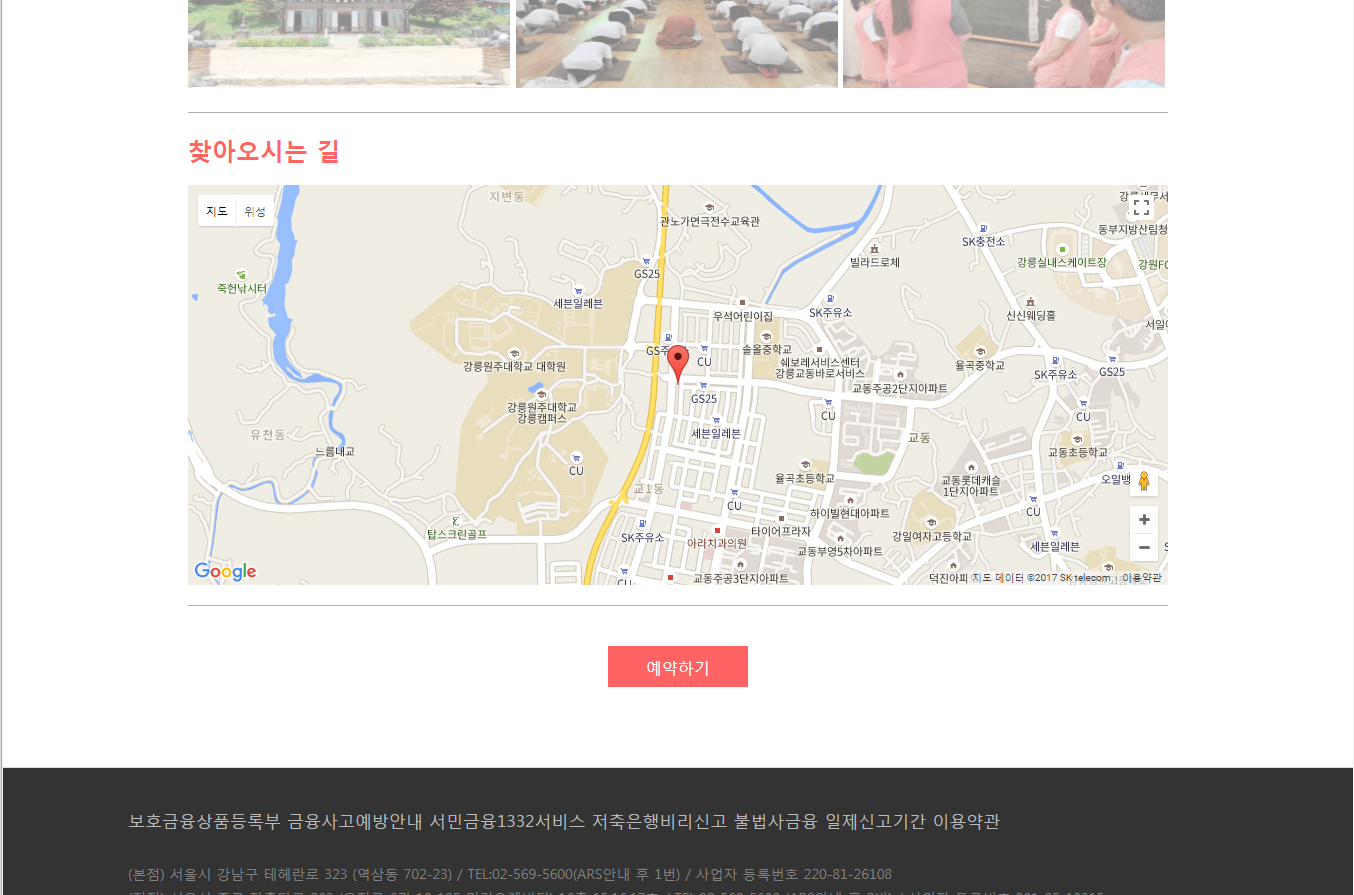 찾아오시는 길
지도 위성
지변동
관노가면극전수교육관
SK충전소
동부지방산림청
빌라드로체
강릉실내스케이트장
강원FC
GS25
죽헌낚시터
세븐일레븐
우석어린이집
SK주유소
신신웨딩홀
솔올중학교
CU
쉐보레서비스센터
강릉교동바로서비스
율곡중학교
강릉원주대학교 대학원
SK주유소
GS25
교동주공2단지아파트
GS25
강릉원주대학교
강릉캠퍼스
CU
CU
세븐일레븐
유천동
교동
느름내교
교동초등학교
CU
율곡초등학교
오일뱅
교동롯데캐슬
1단지아파트
교1동
CU
CU
하이빌현대아파트
탑스크린골프
SK주유소
타이어프라자
강일여자고등학교
아라치과의원
교동부영5차아파트
세븐일레븐
Google
CU
교동주공3단지아파트
덕진아파
지도 데이터 ©2017 SK telecom
이용약관
예약하기
보호금융상품등록부 금융사고예방안내 서민금융1332서비스 저축은행비리신고 불법사금융 일제신고기간 이용약관
(본점) 서울시 강남구 테헤란로 323 (역삼동 702-23) / TEL:02-569-5600(ARS안내 후 1번) / 사업자 등록번호 220-81-26108